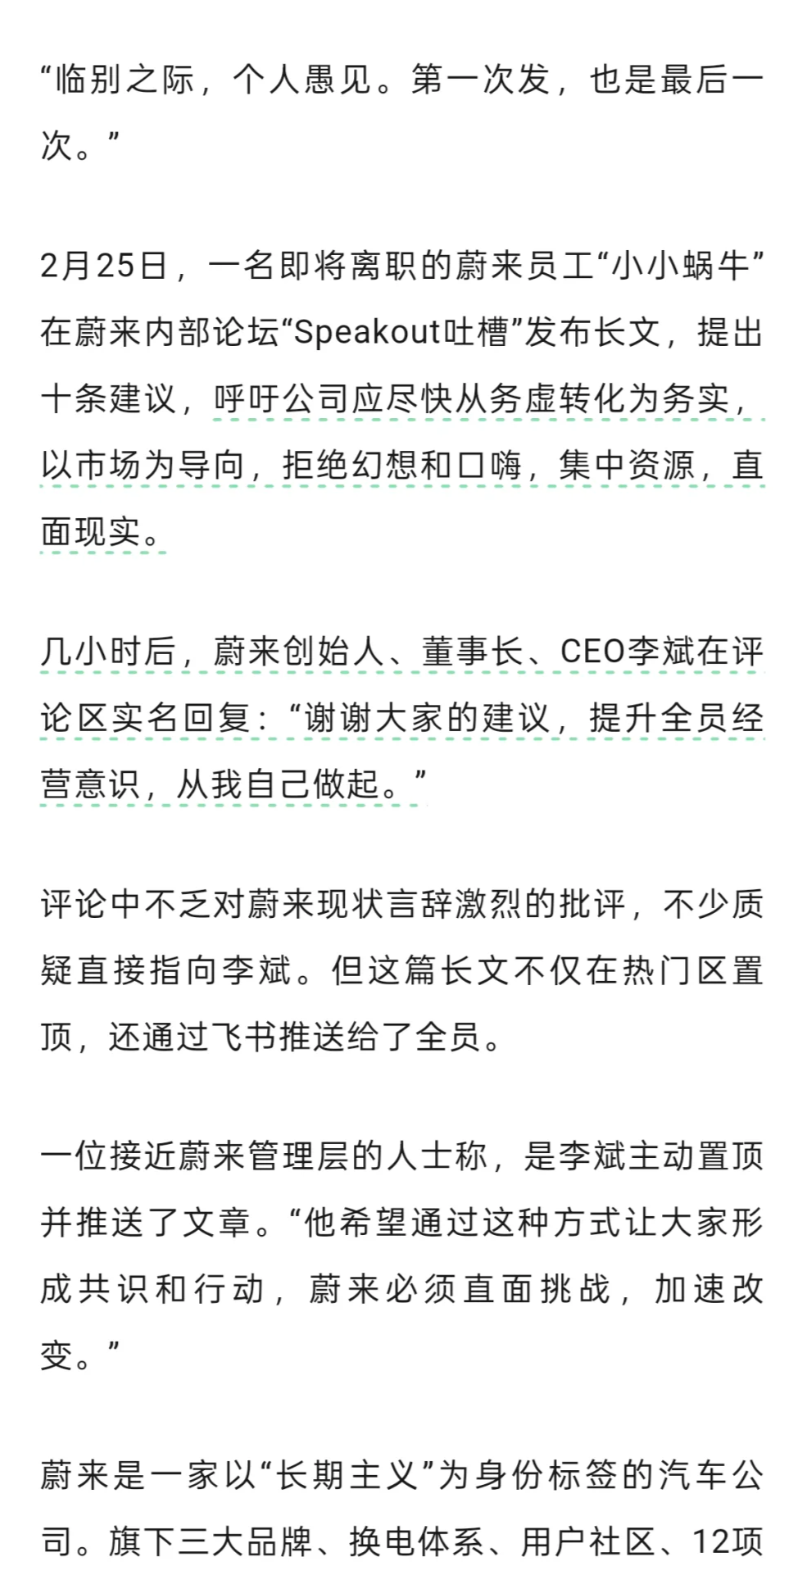 “临别之际，个人愚见。第一次发，也是最后一
次。”
2月25日，一名即将离职的蔚来员工“小小蜗牛”
在蔚来内部论坛“Speakout吐槽”发布长文，提出
十条建议，呼吁公司应尽快从务虚转化为务实，
以市场为导向，拒绝幻想和口嗨，集中资源，直
面现实。
几小时后，蔚来创始人、董事长、CEO李斌在评
论区实名回复：“谢谢大家的建议，提升全员经
营意识，从我自己做起。”
评论中不乏对蔚来现状言辞激烈的批评，不少质
疑直接指向李斌。但这篇长文不仅在热门区置
顶，还通过飞书推送给了全员。
一位接近蔚来管理层的人士称，是李斌主动置顶
并推送了文章。“他希望通过这种方式让大家形
成共识和行动，蔚来必须直面挑战，加速改
变。”
蔚来是一家以“长期主义”为身份标签的汽车公
司。旗下三大品牌、换电体系、用户社区、12项